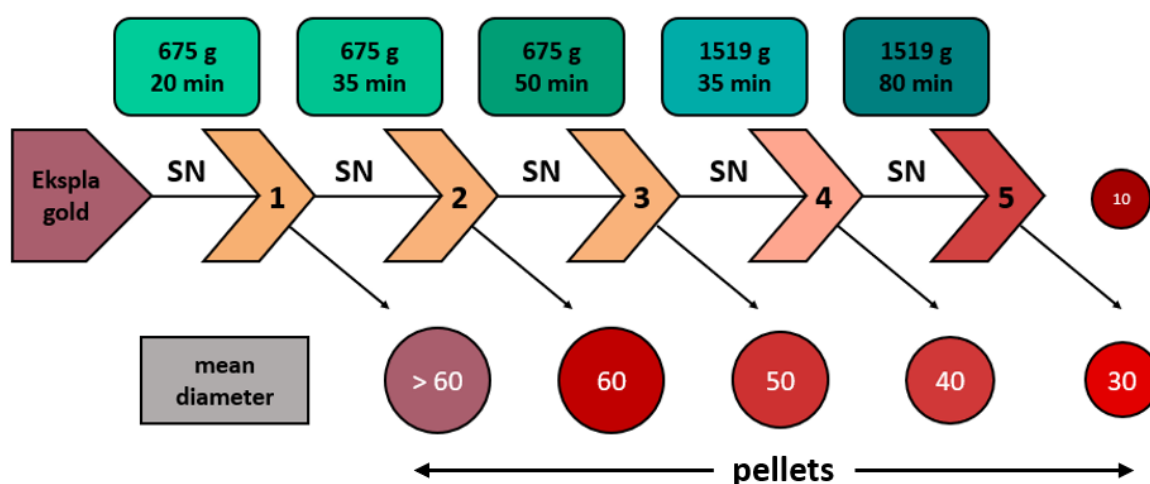 675 g
20 min
675 g
35 min
675 g
50 min
1519 g
35 min
1519 g
80 min
Ekspla
gold
SN
1
SN
2
SN
3
SN
4
SN
5
10
mean
diameter
> 60
60
50
40
30
pellets